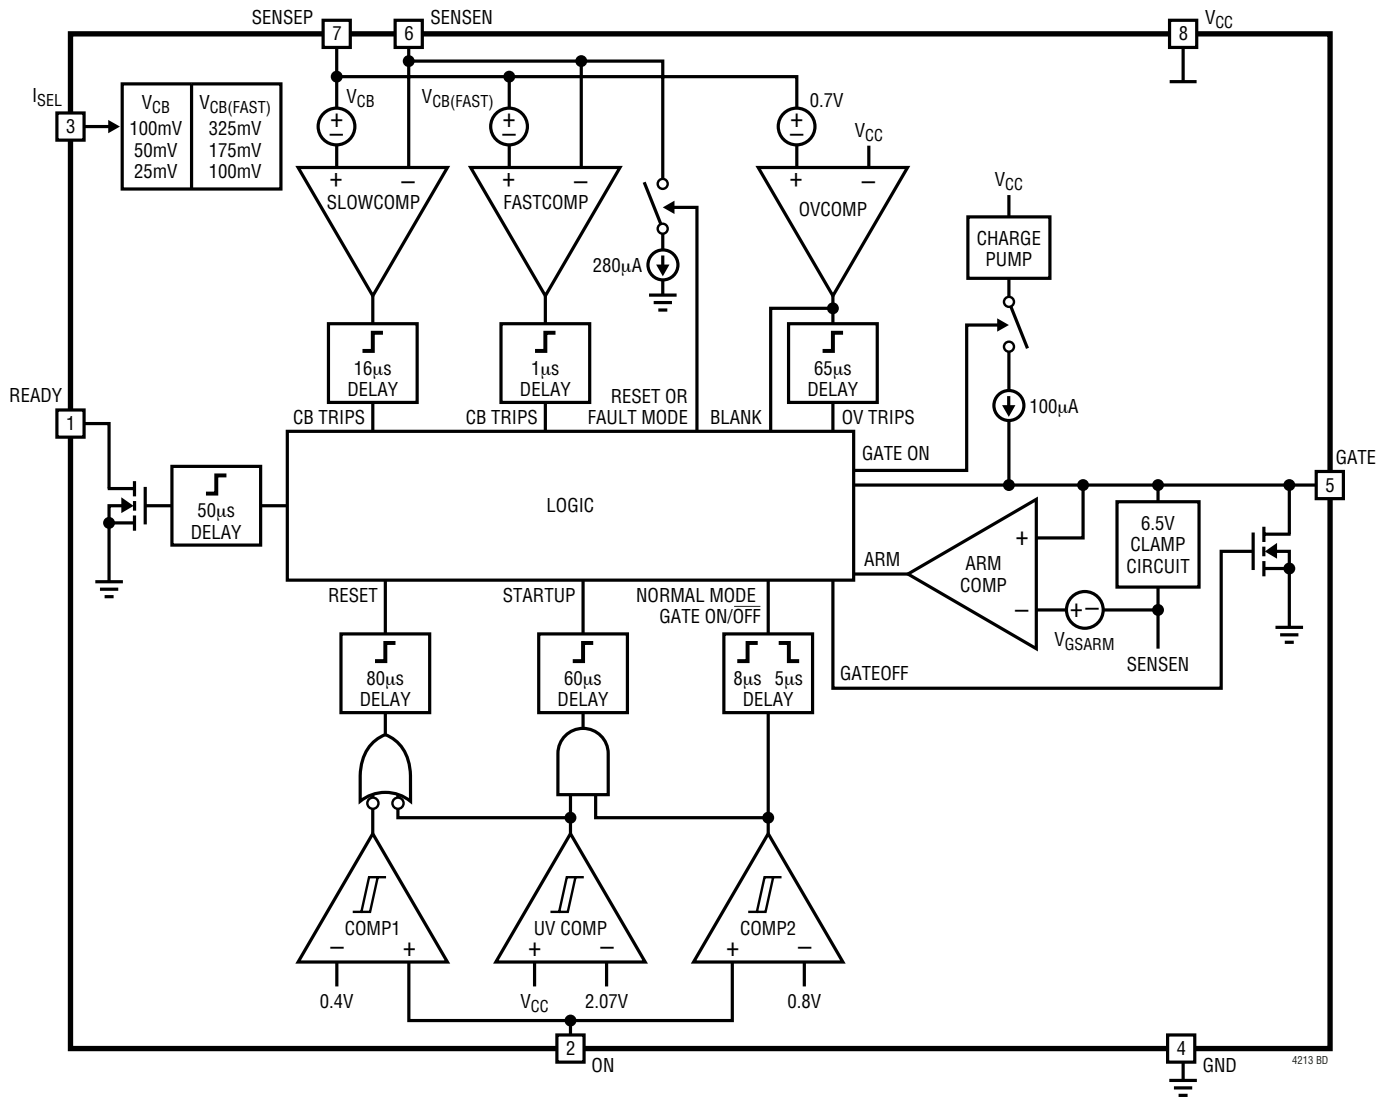 SENSEP
7
6
SENSEN
8
VCC
ISEL
3
VCB
100mV
50mV
25mV
VCB(FAST)
325mV
175mV
100mV
VCB
+
–
VCB(FAST)
+
–
0.7V
+
–
VCC
+ –
SLOWCOMP
+ –
FASTCOMP
+ –
OVCOMP
280µA
VCC
CHARGE
PUMP
100µA
16µs
DELAY
1µs
DELAY
65µs
DELAY
CB TRIPS
CB TRIPS
RESET OR
FAULT MODE
BLANK
OV TRIPS
READY
1
50µs
DELAY
LOGIC
GATE ON
GATE
5
ARM
+
ARM
COMP
–
6.5V
CLAMP
CIRCUIT
+ –
VGSARM
SENSEN
RESET
STARTUP
NORMAL MODE
GATE ON/OFF
GATEOFF
80µs
DELAY
60µs
DELAY
8µs 5µs
DELAY
COMP1
– +
UV COMP
+ –
COMP2
+ –
0.4V
VCC
2.07V
0.8V
2
ON
4
GND
4213 BD